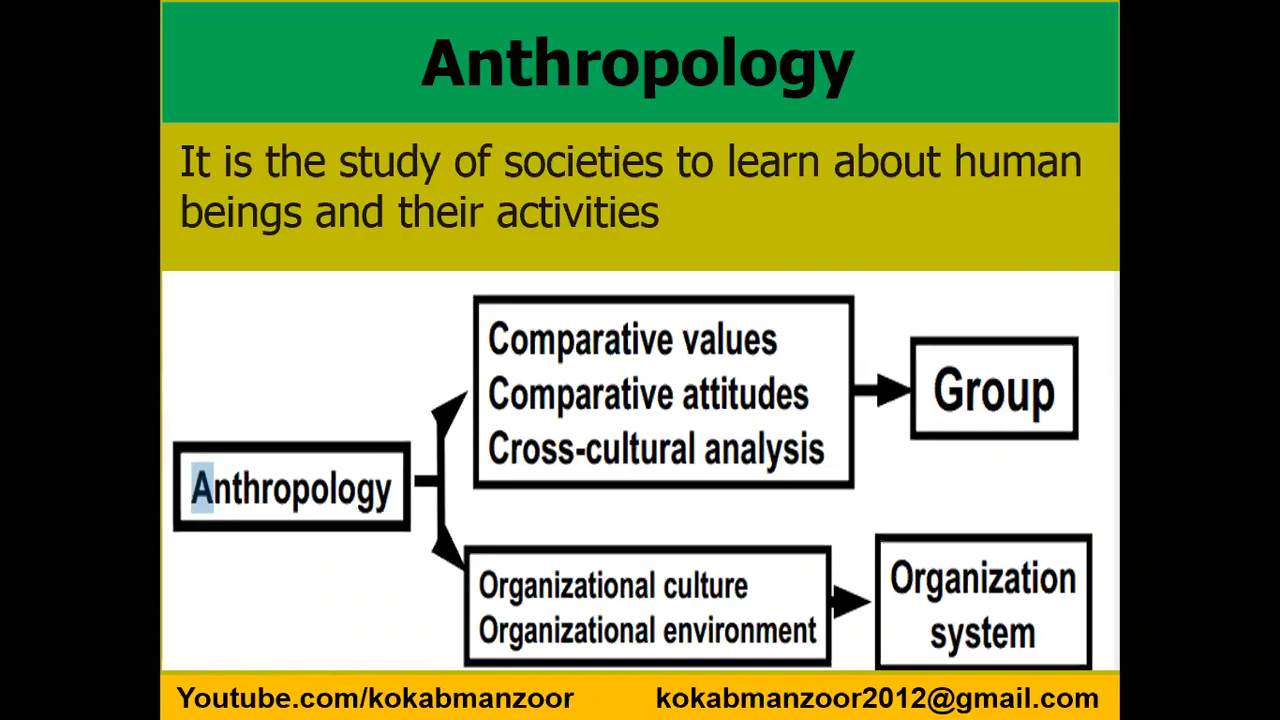 Anthropology
It is the study of societies to learn about human
beings and their activities
Comparative values
Comparative attitudes
Cross-cultural analysis
Group
Anthropology
Organizational culture
Organizational environment
Organization
system
Youtube.com/kokabmanzoor
kokabmanzoor2012@gmail.com